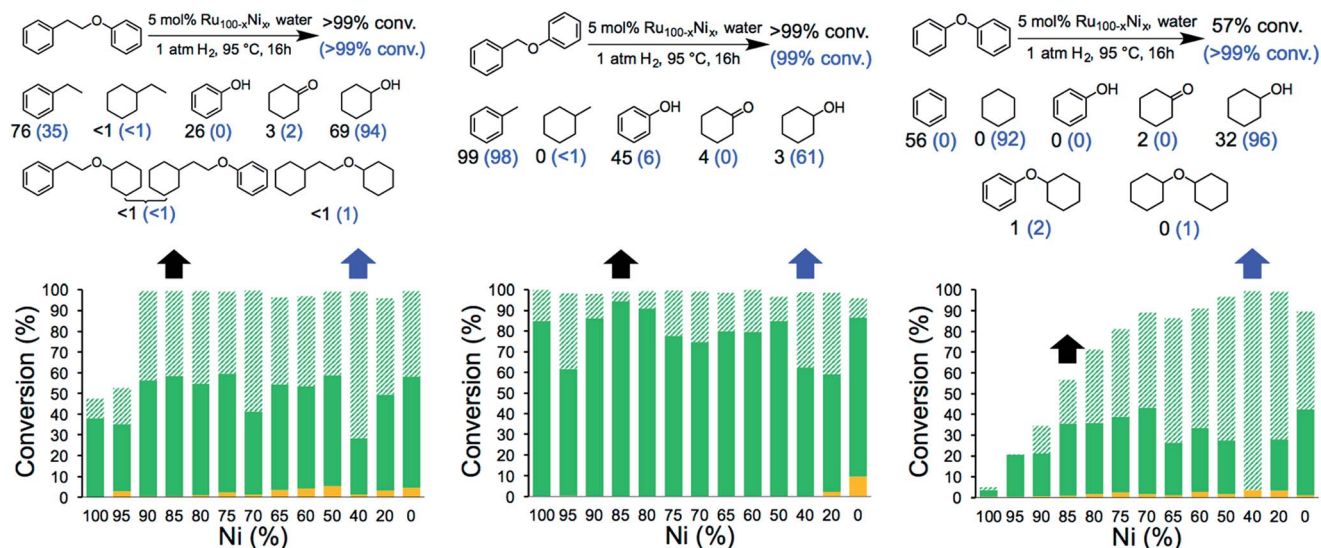 5 mol% Ru100-xNix, water
1 atm H2, 95 °C, 16h
>99% conv.
(>99% conv.)
O
OH
O
OH
76 (35) <1 (<1) 26 (0) 3 (2) 69 (94)
O
O
O
<1 (<1) <1 (1)
Conversion (%)
100
90
80
70
60
50
40
30
20
10
0
100 95 90 85 80 75 70 65 60 50 40 20 0
Ni (%)
5 mol% Ru100-xNix, water
1 atm H2, 95 °C, 16h
>99% conv.
(99% conv.)
O
OH
O
OH
99 (98) 0 (<1) 45 (6) 4 (0) 3 (61)
Conversion (%)
100
90
80
70
60
50
40
30
20
10
0
100 95 90 85 80 75 70 65 60 50 40 20 0
Ni (%)
O
5 mol% Ru100-xNix, water
1 atm H2, 95 °C, 16h
57% conv.
(>99% conv.)
OH
O
OH
56 (0) 0 (92) 0 (0) 2 (0) 32 (96)
O
O
1 (2) 0 (1)
Conversion (%)
100
90
80
70
60
50
40
30
20
10
0
100 95 90 85 80 75 70 65 60 50 40 20 0
Ni (%)